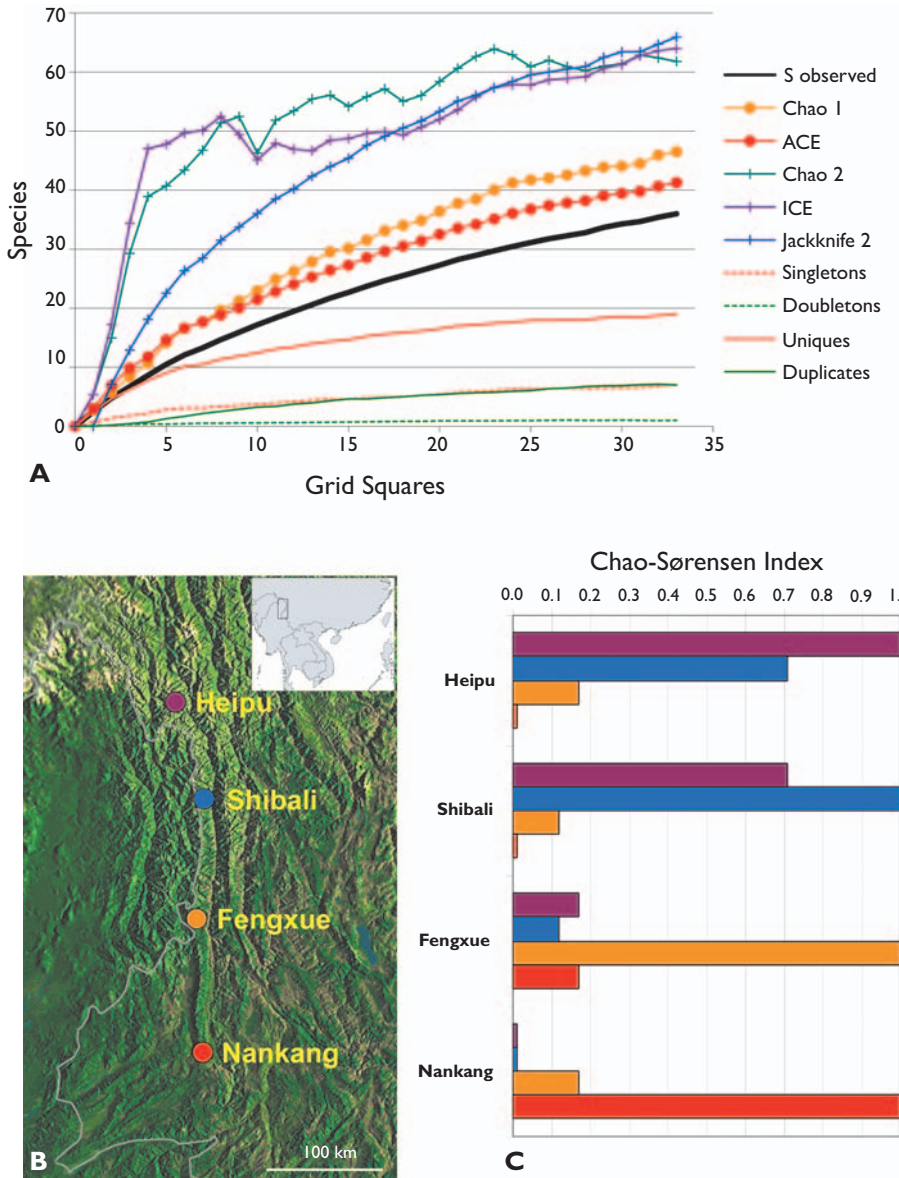 70
60
50
40
30
20
10
0
Species
0
5
10
15
20
25
30
35
Grid Squares
A
S observed
Chao 1
ACE
Chao 2
ICE
Jackknife 2
Singletons
Doubletons
Uniques
Duplicates
Heipu
Shibali
Fengxue
Nankang
100 km
B
Chao-Sørensen Index
0.0 0.1 0.2 0.3 0.4 0.5 0.6 0.7 0.8 0.9 1.
Heipu
Shibali
Fengxue
Nankang
C